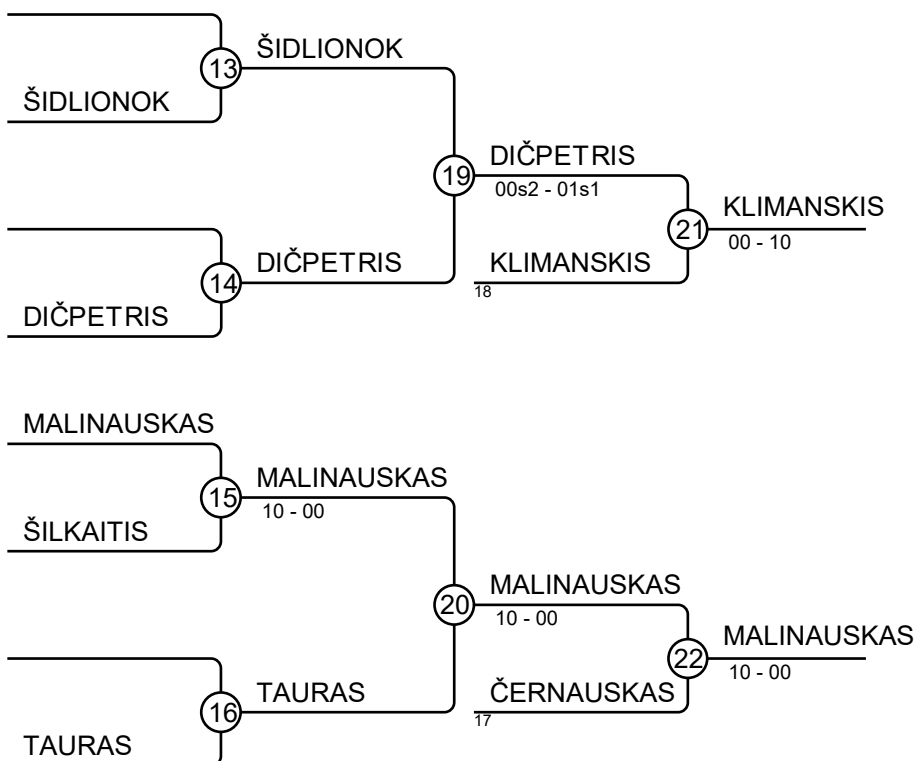 13
ŠIDLIONOK
ŠIDLIONOK
19
DIČPETRIS
00s2 - 01s1
14
DIČPETRIS
DIČPETRIS
21
KLIMANSKIS
00 - 10
KLIMANSKIS
18
MALINAUSKAS
15
MALINAUSKAS
10 - 00
ŠILKAITIS
20
MALINAUSKAS
10 - 00
22
MALINAUSKAS
10 - 00
16
TAURAS
ČERNAUSKAS
17
TAURAS